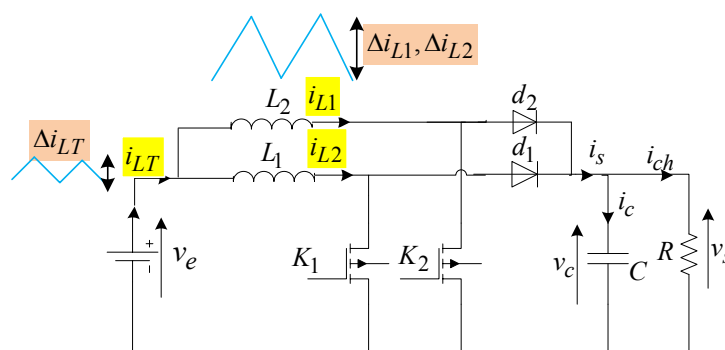 Δi_{L1}, Δi_{L2}
L_2 i_{L1} d_2
Δi_{LT} i_{LT} L_1 i_{L2} d_1 i_s i_{ch}
i_c
+ - v_e K_1 K_2 v_c C R